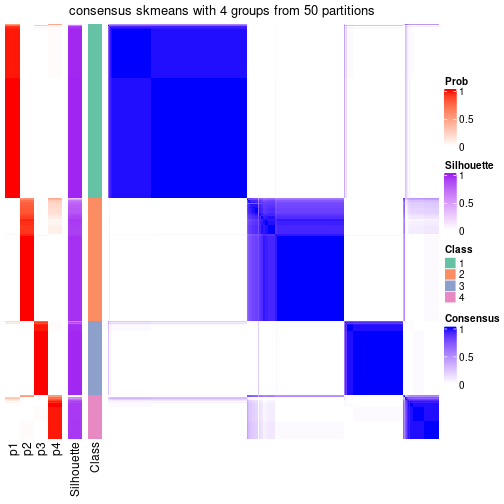 consensus skmeans with 4 groups from 50 partitions
Prob
1
0.5
0
Silhouette
1
0.5
0
Class
1
2
3
4
Consensus
1
0.5
0
p1
p2
p3
p4
Silhouette
Class